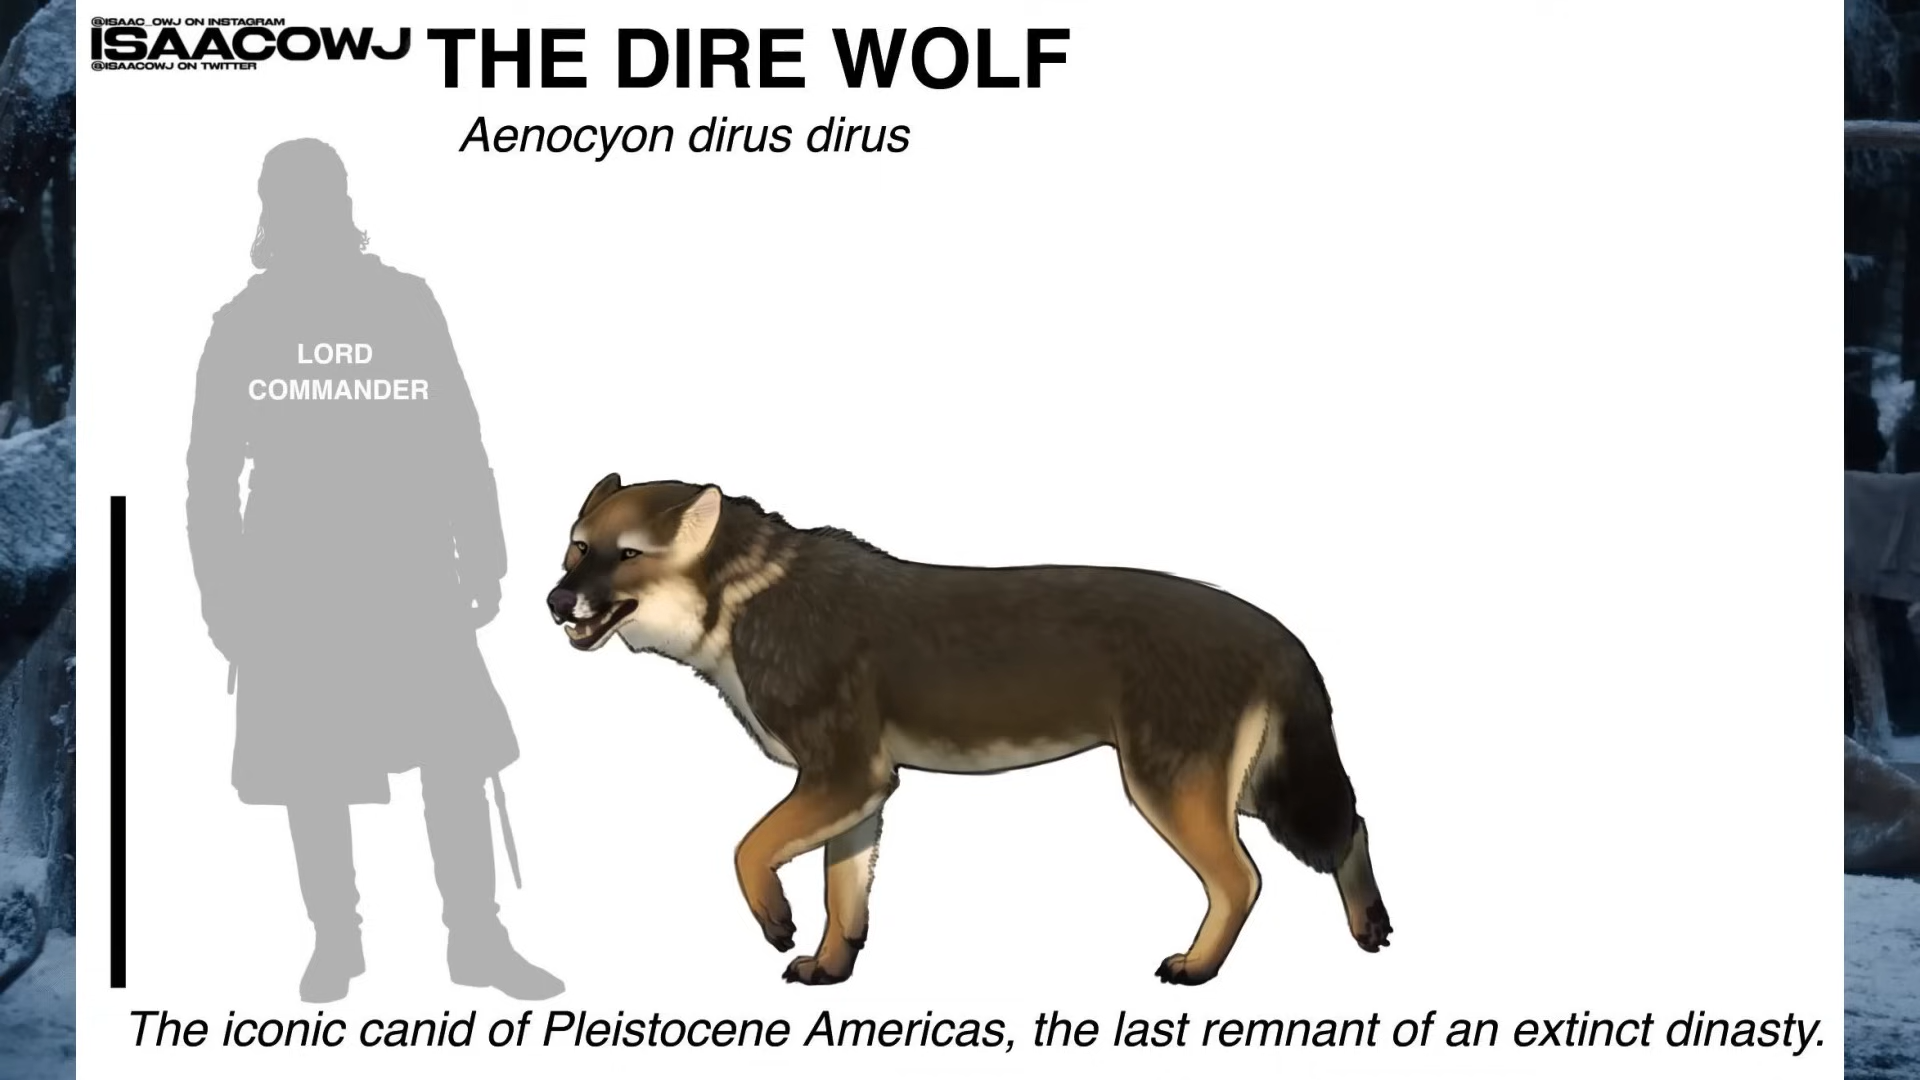 @ISAAC_OWJ ON INSTAGRAM
ISAACOWJ
@ISAACOWJ ON TWITTER
THE DIRE WOLF
Aenocyon dirus dirus
LORD
COMMANDER
The iconic canid of Pleistocene Americas, the last remnant of an extinct dinasty.